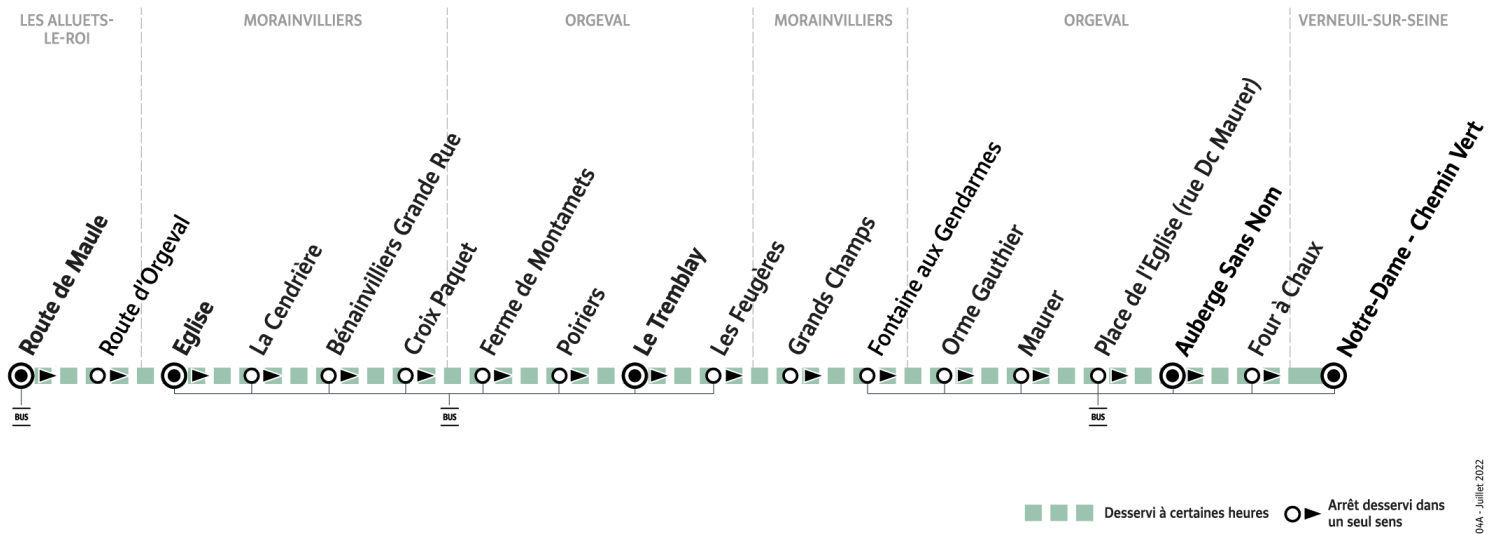 LES ALLUETS-
LE-ROI
MORAINVILLIERS
ORGEVAL
MORAINVILLIERS
ORGEVAL
VERNEUIL-SUR-SEINE
Route de Maule
Route d'Orgeval
Eglise
La Cendrière
Bénainvilliers Grande Rue
Croix Paquet
Ferme de Montamets
Poiriers
Le Tremblay
Les Feugères
Grands Champs
Fontaine aux Gendarmes
Orme Gauthier
Maurer
Place de l'Eglise (rue Dc Maurer)
Auberge Sans Nom
Four à Chaux
Notre-Dame - Chemin Vert
BUS
BUS
BUS
Desservi à certaines heures
Arrêt desservi dans
un seul sens
04A - Juillet 2022